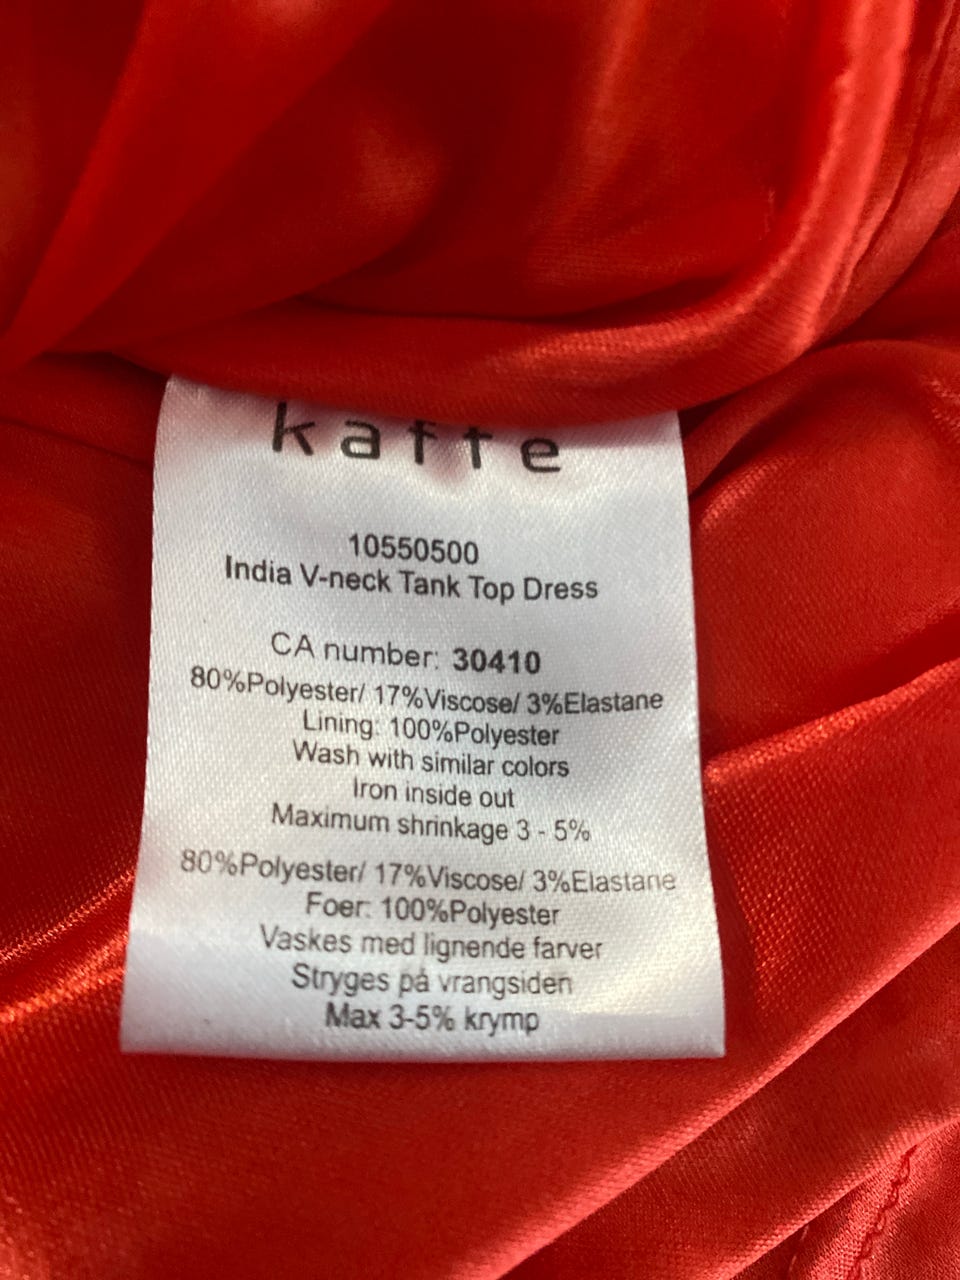 kaffe
10550500
India V-neck Tank Top Dress
CA number: 30410
80%Polyester/ 17%Viscose/ 3%Elastane
Lining: 100%Polyester
Wash with similar colors
Iron inside out
Maximum shrinkage 3 - 5%
80%Polyester/ 17%Viscose/ 3%Elastane
Foer: 100%Polyester
Vaskes med lignende farver
Stryges på vrangsiden
Max 3-5% krymp